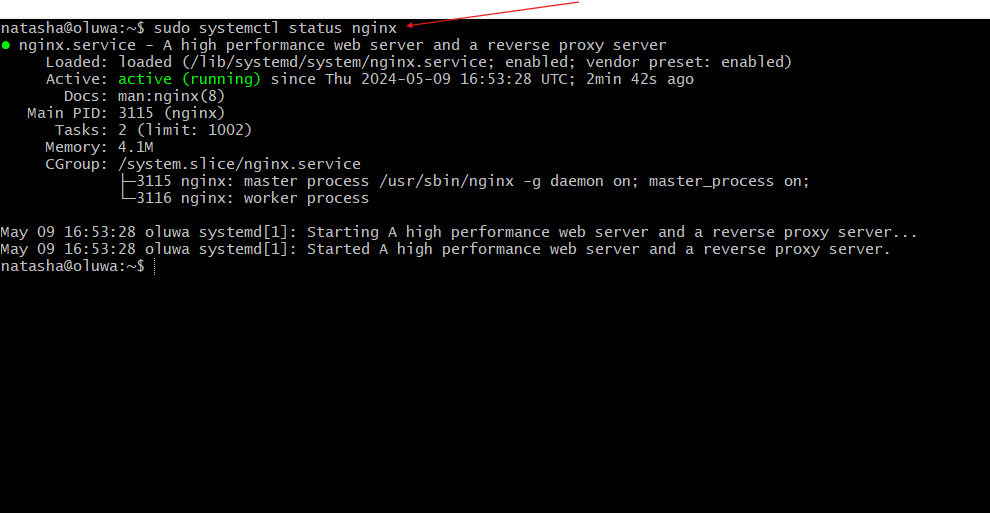 natasha@oluwa:~$ sudo systemctl status nginx
● nginx.service - A high performance web server and a reverse proxy server
     Loaded: loaded (/lib/systemd/system/nginx.service; enabled; vendor preset: enabled)
     Active: active (running) since Thu 2024-05-09 16:53:28 UTC; 2min 42s ago
       Docs: man:nginx(8)
   Main PID: 3115 (nginx)
      Tasks: 2 (limit: 1002)
     Memory: 4.1M
     CGroup: /system.slice/nginx.service
             ├─3115 nginx: master process /usr/sbin/nginx -g daemon on; master_process on;
             └─3116 nginx: worker process
May 09 16:53:28 oluwa systemd[1]: Starting A high performance web server and a reverse proxy server...
May 09 16:53:28 oluwa systemd[1]: Started A high performance web server and a reverse proxy server.
natasha@oluwa:~$